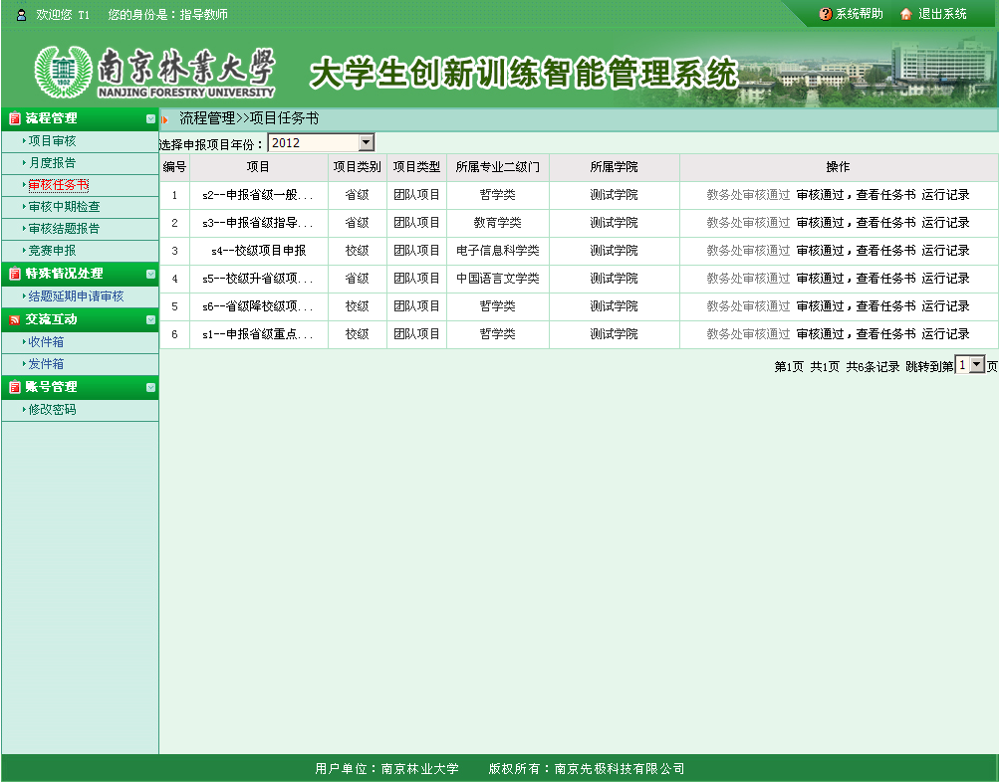 欢迎您 T1 您的身份是：指导教师 系统帮助 退出系统
南京林业大學
NANJING FORESTRY UNIVERSITY
大学生创新训练智能管理系统
流程管理
项目审核
月度报告
审核任务书
审核中期检查
审核结题报告
竞赛申报
特殊情况处理
结题延期申请审核
交流互动
收件箱
发件箱
账号管理
修改密码
流程管理>>项目任务书
选择申报项目年份： 2012
编号 项目 项目类别 项目类型 所属专业二级门 所属学院 操作
1 s2--申报省级一般... 省级 团队项目 哲学类 测试学院 教务处审核通过 审核通过，查看任务书 运行记录
2 s3--申报省级指导... 省级 团队项目 教育学类 测试学院 教务处审核通过 审核通过，查看任务书 运行记录
3 s4--校级项目申报 校级 团队项目 电子信息科学类 测试学院 教务处审核通过 审核通过，查看任务书 运行记录
4 s5--校级升省级项... 省级 团队项目 中国语言文学类 测试学院 教务处审核通过 审核通过，查看任务书 运行记录
5 s6--省级降校级项... 校级 团队项目 哲学类 测试学院 教务处审核通过 审核通过，查看任务书 运行记录
6 s1--申报省级重点... 校级 团队项目 哲学类 测试学院 教务处审核通过 审核通过，查看任务书 运行记录
第1页 共1页 共6条记录 跳转到第 1 页
用户单位：南京林业大学 版权所有：南京先极科技有限公司